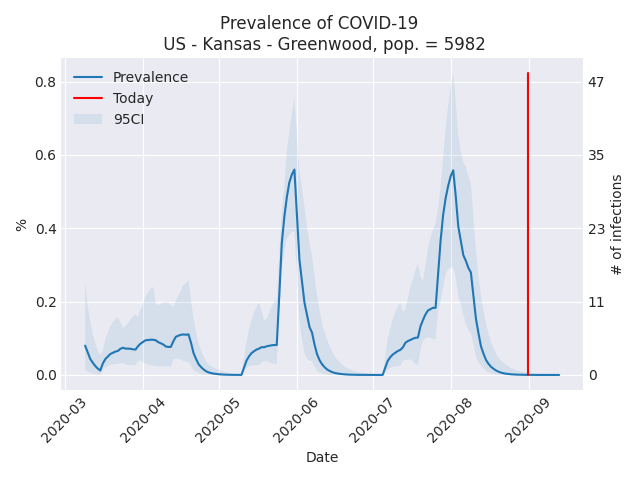 Prevalence of COVID-19
US - Kansas - Greenwood, pop. = 5982
Prevalence
Today
95CI
0.8
0.6
0.4
0.2
0.0
%
47
35
23
11
0
# of infections
2020-03
2020-04
2020-05
2020-06
2020-07
2020-08
2020-09
Date